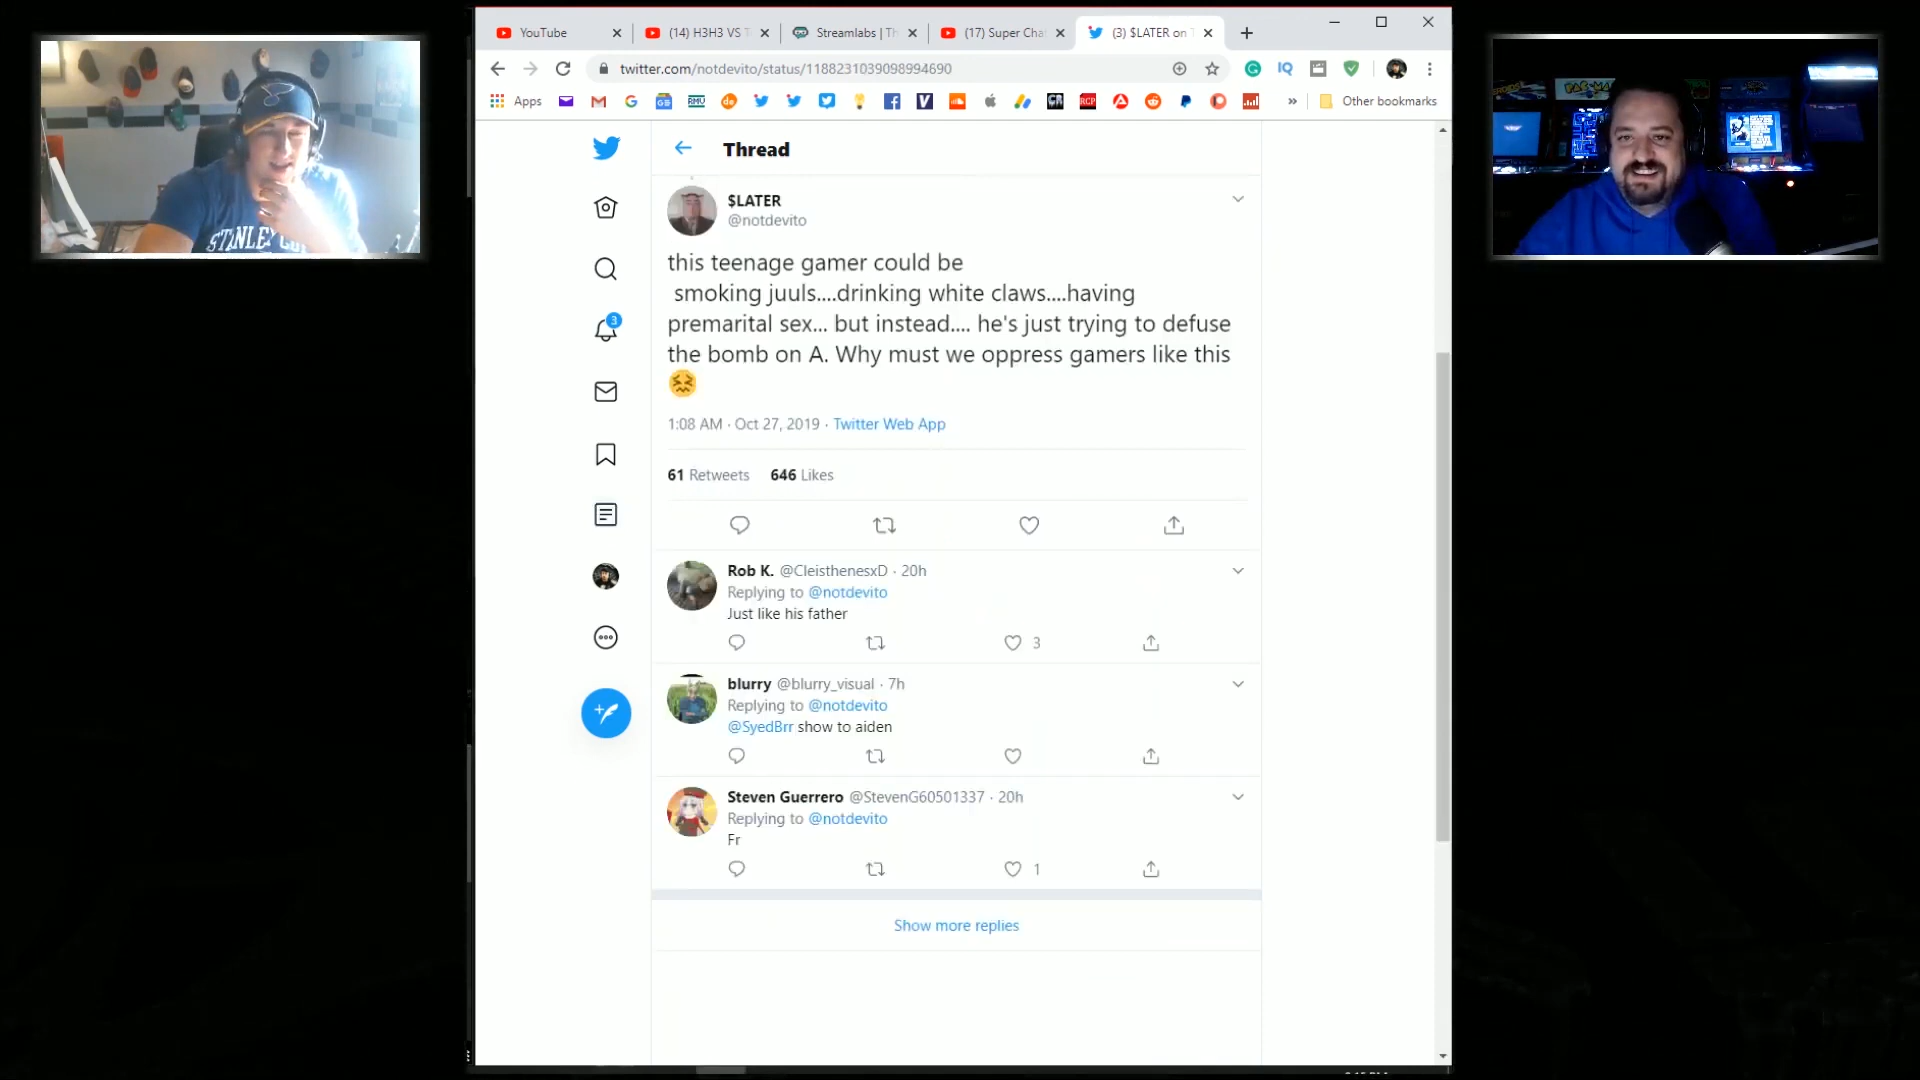 YouTube
(14) H3H3 VS T
Streamlabs | Th
(17) Super Cha
(3) $LATER on T
twitter.com/notdevito/status/1188231039098994690
Apps
Other bookmarks
Thread
$LATER
@notdevito
this teenage gamer could be
smoking juuls....drinking white claws....having
premarital sex... but instead.... he's just trying to defuse
the bomb on A. Why must we oppress gamers like this
😖
1:08 AM · Oct 27, 2019 · Twitter Web App
61 Retweets 646 Likes
3
Rob K. @CleisthenesxD · 20h
Replying to @notdevito
Just like his father
3
blurry @blurry_visual · 7h
Replying to @notdevito
@SyedBrr show to aiden
Steven Guerrero @StevenG60501337 · 20h
Replying to @notdevito
Fr
1
Show more replies
STANLEY CUP
PAC-MAN